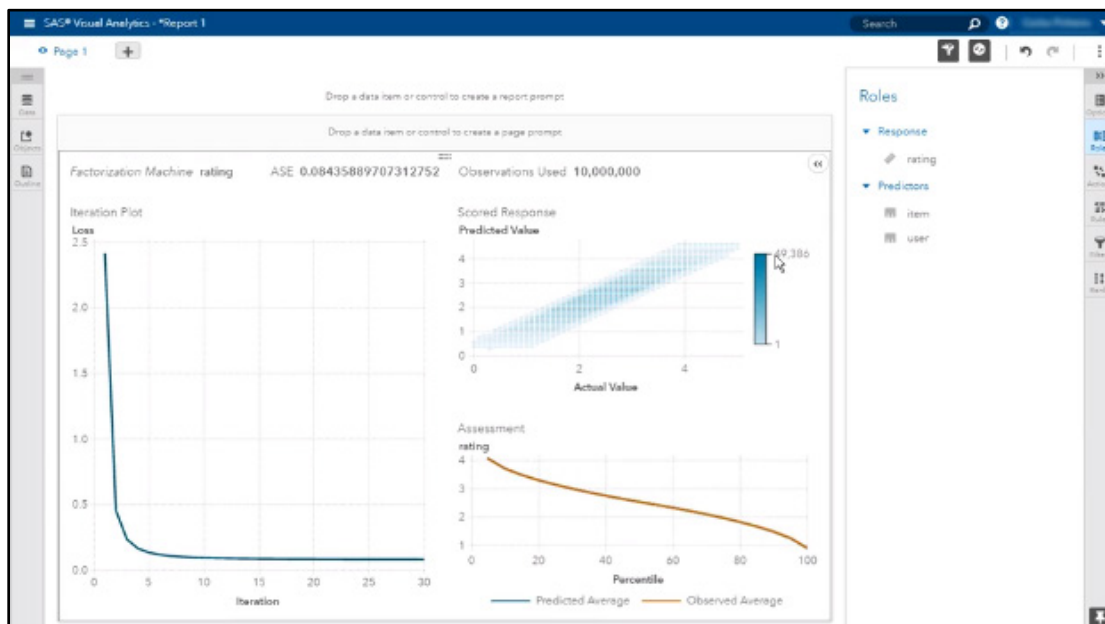 SAS® Visual Analytics - *Report 1
Search
Page 1
Drop a data item or control to create a report prompt
Drop a data item or control to create a page prompt
Factorization Machine rating ASE 0.08435889707312752 Observations Used 10,000,000
Iteration Plot
Loss
2.5
2.0
1.5
1.0
0.5
0.0
0 5 10 15 20 25 30
Iteration
Scored Response
Predicted Value
4
3
2
1
0
0 2 4
Actual Value
49,386
1
Assessment
rating
4
3
2
1
0 20 40 60 80 100
Percentile
Predicted Average Observed Average
Data
Objects
Outline
Roles
Response
rating
Predictors
item
user